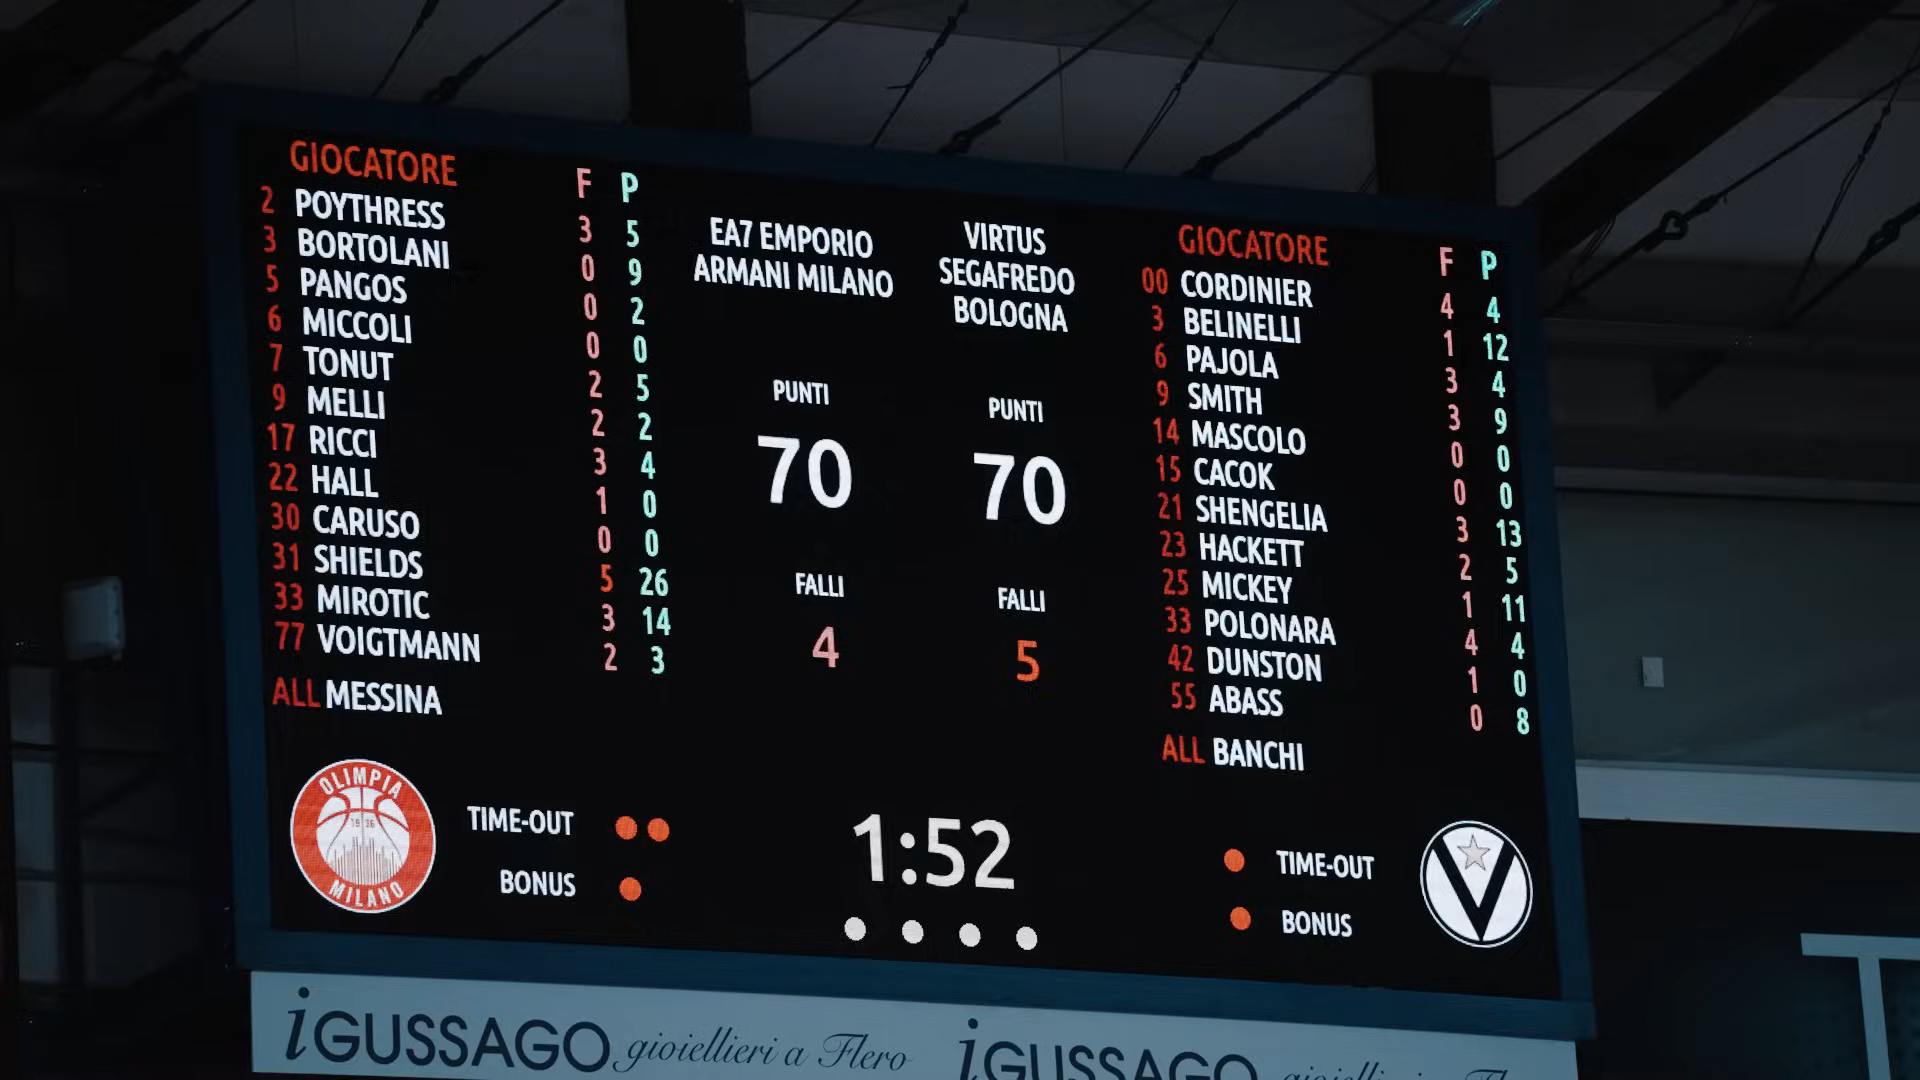 GIOCATORE F P
2 POYTHRESS 3 5
3 BORTOLANI 0 9
5 PANGOS 0 2
6 MICCOLI 0 0
7 TONUT 2 5
9 MELLI 2 2
17 RICCI 3 4
22 HALL 1 0
30 CARUSO 0 0
31 SHIELDS 5 26
33 MIROTIC 3 14
77 VOIGTMANN 2 3
ALL MESSINA
EA7 EMPORIO
ARMANI MILANO
PUNTI
70
FALLI
4
VIRTUS
SEGAFREDO
BOLOGNA
PUNTI
70
FALLI
5
GIOCATORE F P
00 CORDINIER 4 4
3 BELINELLI 1 12
6 PAJOLA 3 4
9 SMITH 3 9
14 MASCOLO 0 0
15 CACOK 0 0
21 SHENGELIA 3 13
23 HACKETT 2 5
25 MICKEY 1 11
33 POLONARA 4 4
42 DUNSTON 1 0
55 ABASS 0 8
ALL BANCHI
OLIMPIA
1936
MILANO
TIME-OUT
BONUS
1:52
TIME-OUT
BONUS
V
iGUSSAGO gioiellieri a Flero
iGUSSAGO gioiellieri a Fl